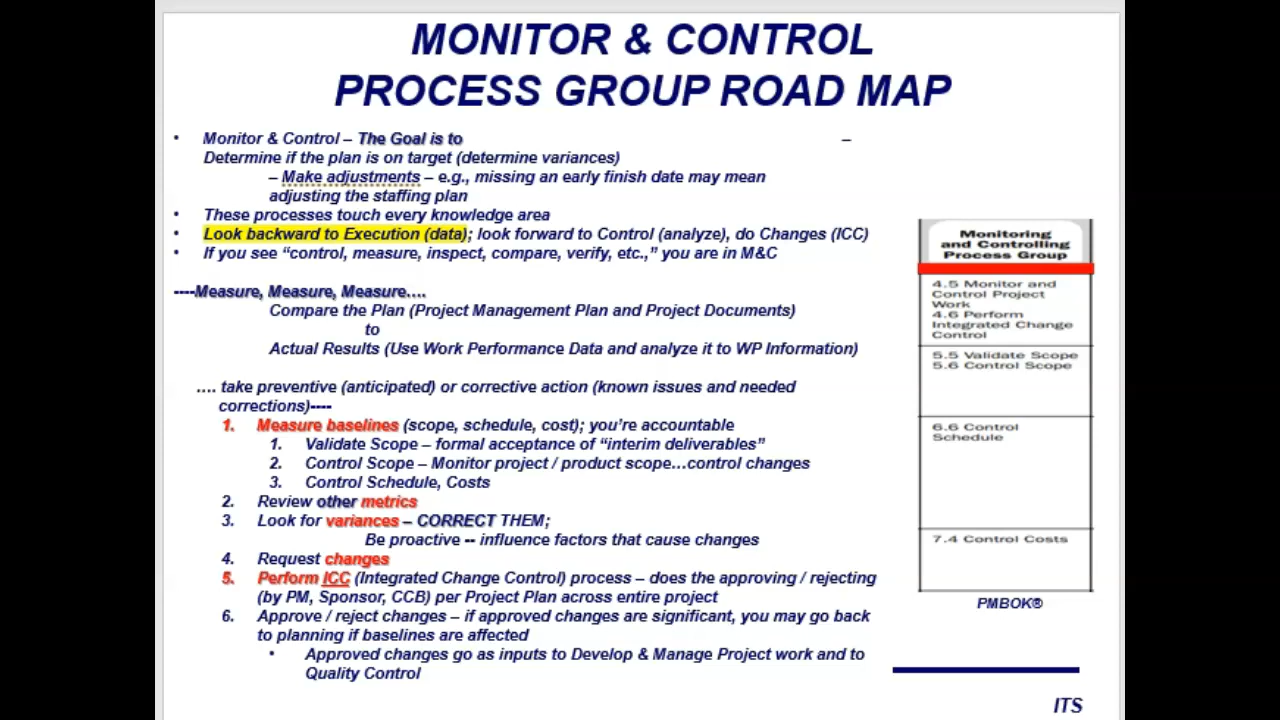 MONITOR & CONTROL
PROCESS GROUP ROAD MAP
• Monitor & Control – The Goal is to –
Determine if the plan is on target (determine variances)
– Make adjustments – e.g., missing an early finish date may mean
adjusting the staffing plan
• These processes touch every knowledge area
• Look backward to Execution (data); look forward to Control (analyze), do Changes (ICC)
• If you see “control, measure, inspect, compare, verify, etc.,” you are in M&C
----Measure, Measure, Measure….
Compare the Plan (Project Management Plan and Project Documents)
to
Actual Results (Use Work Performance Data and analyze it to WP Information)
…. take preventive (anticipated) or corrective action (known issues and needed
corrections)----
1. Measure baselines (scope, schedule, cost); you’re accountable
1. Validate Scope – formal acceptance of “interim deliverables”
2. Control Scope – Monitor project / product scope…control changes
3. Control Schedule, Costs
2. Review other metrics
3. Look for variances – CORRECT THEM;
Be proactive -- influence factors that cause changes
4. Request changes
5. Perform ICC (Integrated Change Control) process – does the approving / rejecting
(by PM, Sponsor, CCB) per Project Plan across entire project
6. Approve / reject changes – if approved changes are significant, you may go back
to planning if baselines are affected
• Approved changes go as inputs to Develop & Manage Project work and to
Quality Control
Monitoring
and Controlling
Process Group
4.5 Monitor and
Control Project
Work
4.6 Perform
Integrated Change
Control
5.5 Validate Scope
5.6 Control Scope
6.6 Control
Schedule
7.4 Control Costs
PMBOK®
ITS